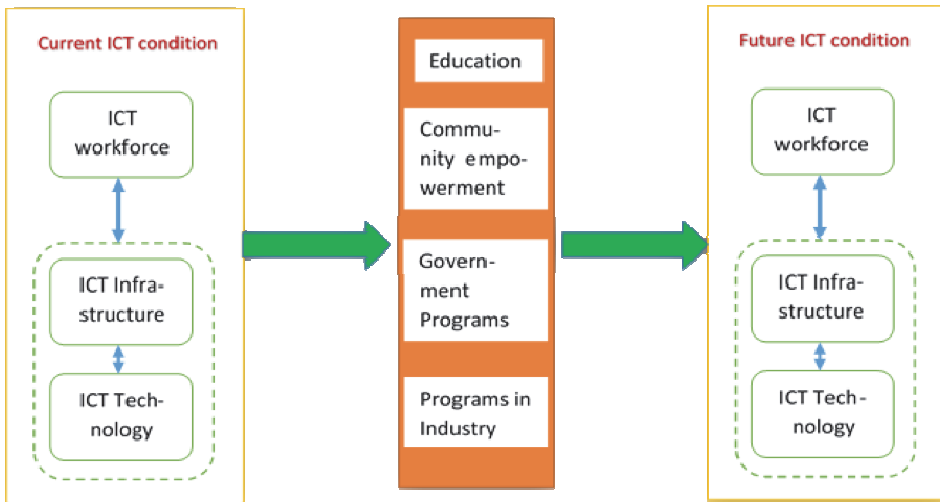 Current ICT condition
ICT
workforce
ICT Infra-
structure
ICT Tech-
nology
Education
Commu-
nity empo-
werment
Govern-
ment
Programs
Programs in
Industry
Future ICT condition
ICT
workforce
ICT Infra-
structure
ICT Tech-
nology